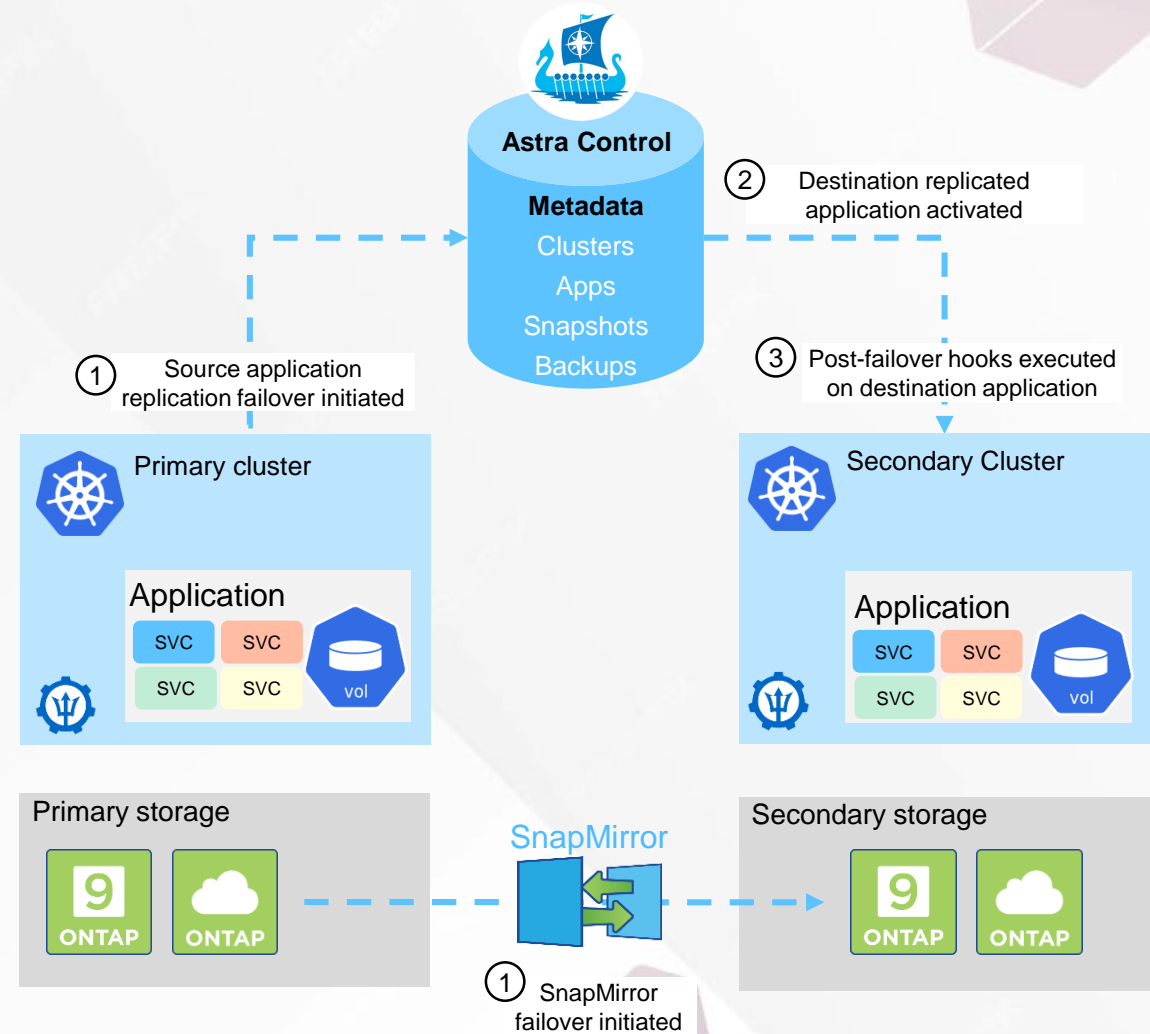 Astra Control
Metadata
Clusters
Apps
Snapshots
Backups
2
Destination replicated
application activated
1
Source application
replication failover initiated
3
Post-failover hooks executed
on destination application
Primary cluster
Application
SVC
SVC
SVC
SVC
vol
Secondary Cluster
Application
SVC
SVC
SVC
SVC
vol
Primary storage
9
ONTAP
ONTAP
SnapMirror
1
SnapMirror
failover initiated
Secondary storage
9
ONTAP
ONTAP